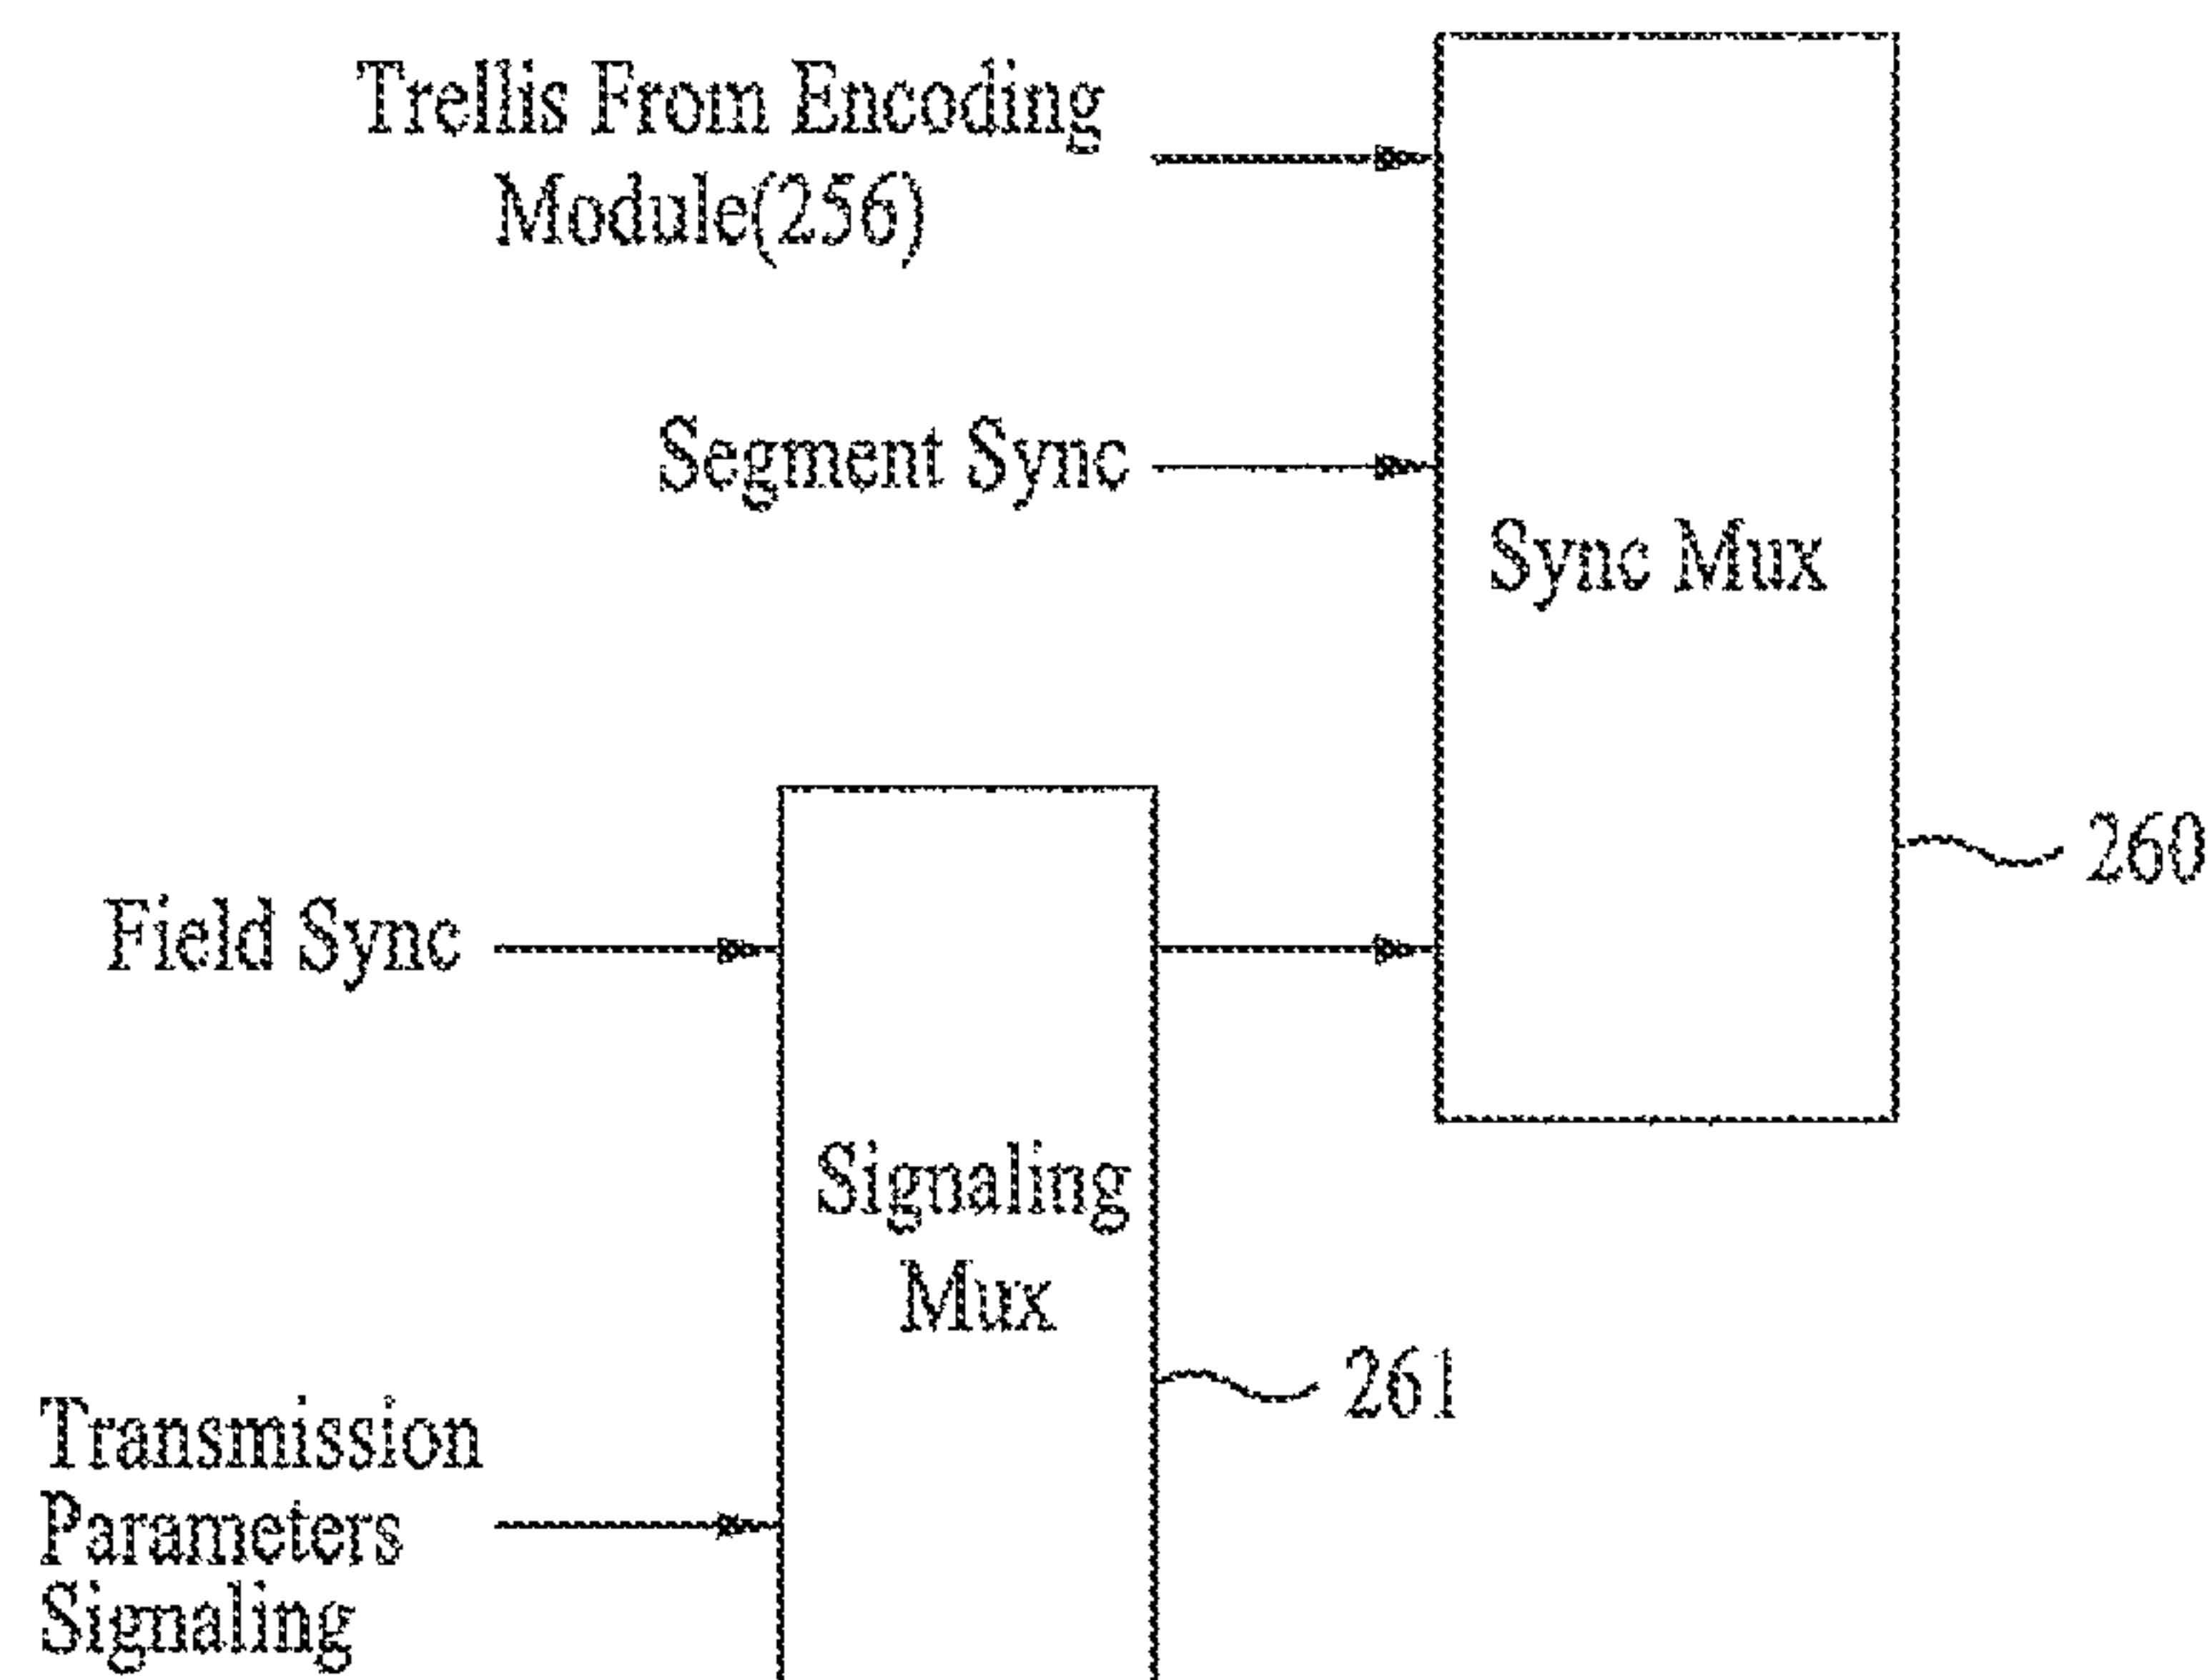 Trellis From Encoding
Module(256)
Segment Sync
Sync Mux
260
Field Sync
Signaling
Mux
261
Transmission
Parameters
Signaling